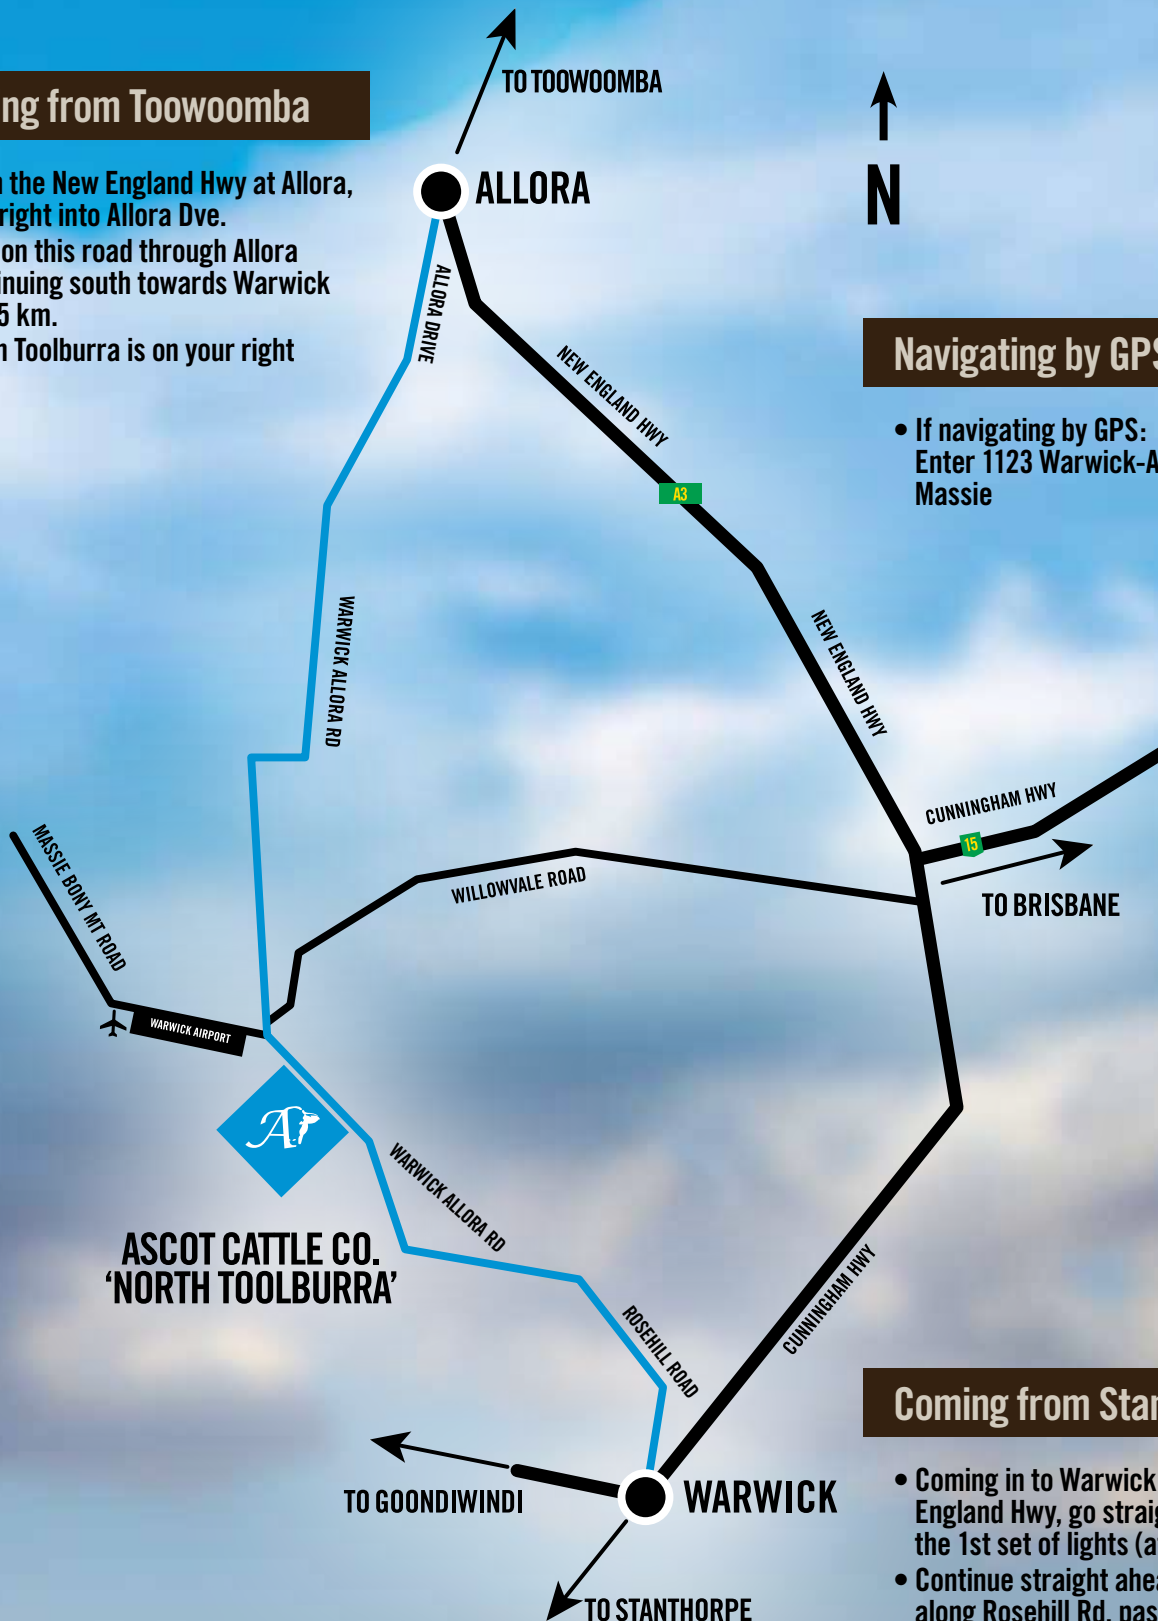 TO TOOWOOMBA
ng from Toowoomba
the New England Hwy at Allora,
right into Allora Dve.
on this road through Allora
tinuing south towards Warwick
5 km.
Toolburra is on your right
ALLORA
N
ALLORA DRIVE
NEW ENGLAND HWY
A3
Navigating by GPS
• If navigating by GPS:
Enter 1123 Warwick-A
Massie
WARWICK ALLORA RD
NEW ENGLAND HWY
CUNNINGHAM HWY
15
TO BRISBANE
MASSIE BONY MT ROAD
WILLOWVALE ROAD
WARWICK AIRPORT
A
WARWICK ALLORA RD
ASCOT CATTLE CO.
‘NORTH TOOLBURRA’
CUNNINGHAM HWY
ROSEHILL ROAD
TO GOONDIWINDI
WARWICK
TO STANTHORPE
Coming from Stan
• Coming in to Warwick
England Hwy, go straig
the 1st set of lights (a
• Continue straight ahea
along Rosehill Rd, pas